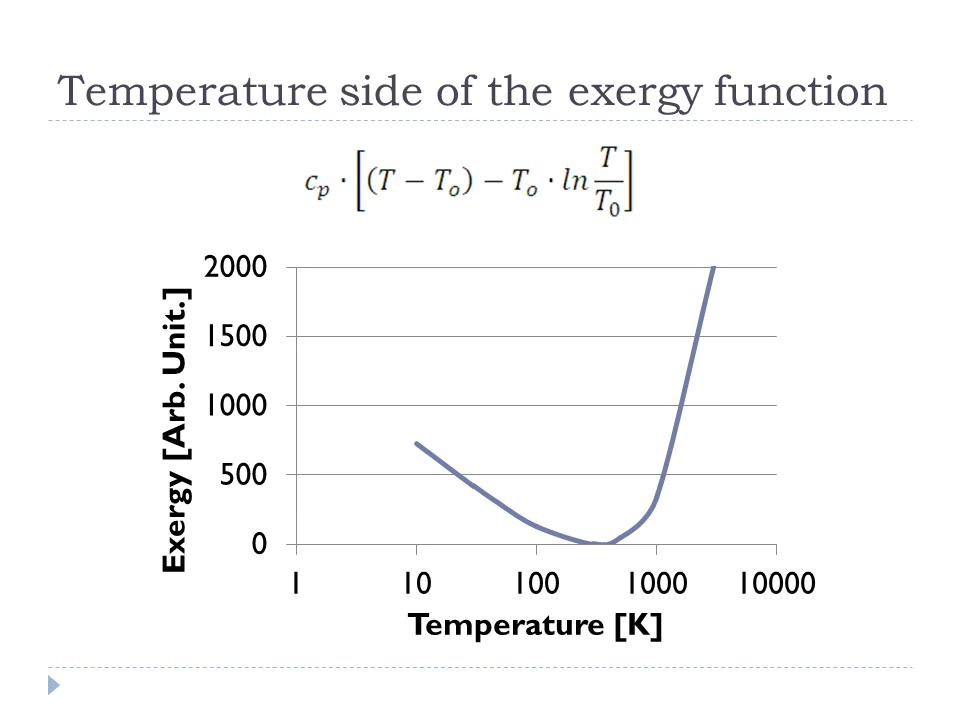 Temperature side of the exergy function
c_p · [(T − T_o) − T_o · ln T/T_0]
2000
1500
1000
500
0
Exergy [Arb. Unit.]
1 10 100 1000 10000
Temperature [K]